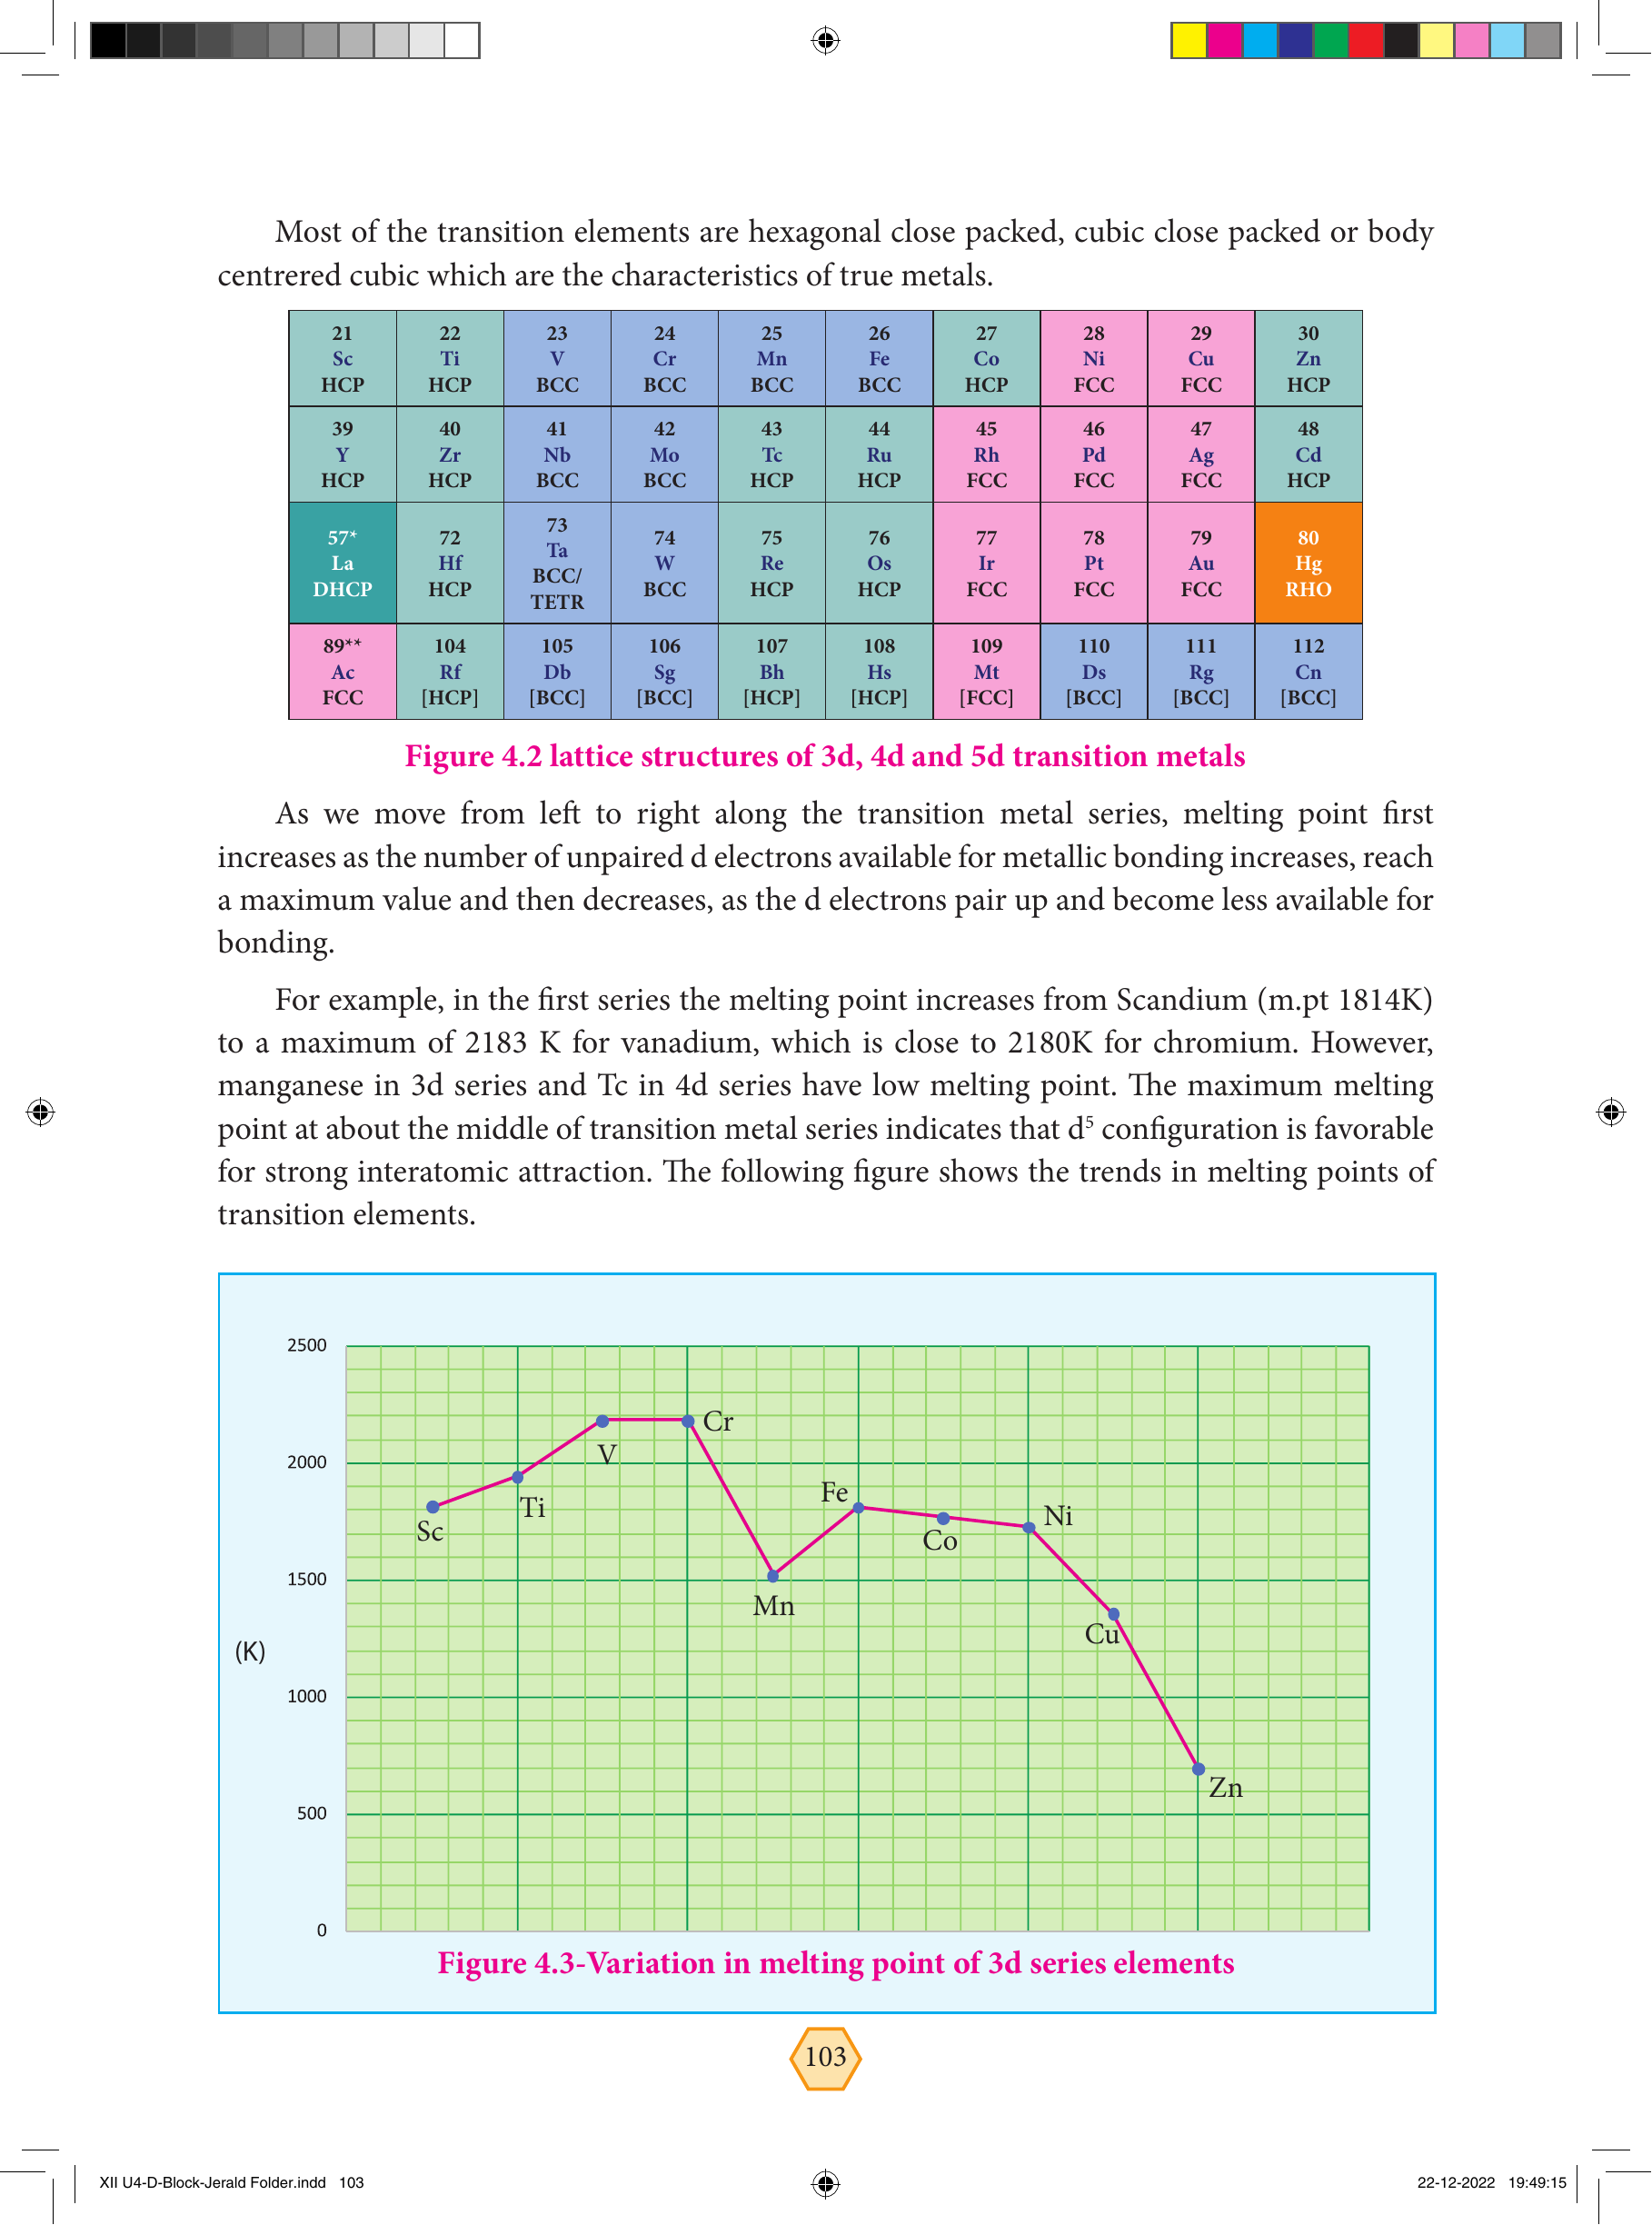 Most of the transition elements are hexagonal close packed, cubic close packed or body
centrered cubic which are the characteristics of true metals.
21 22 23 24 25 26 27 28 29 30
Sc Ti V Cr Mn Fe Co Ni Cu Zn
HCP HCP BCC BCC BCC BCC HCP FCC FCC HCP
39 40 41 42 43 44 45 46 47 48
Y Zr Nb Mo Tc Ru Rh Pd Ag Cd
HCP HCP BCC BCC HCP HCP FCC FCC FCC HCP
57* 72 73 74 75 76 77 78 79 80
La Hf Ta W Re Os Ir Pt Au Hg
DHCP HCP BCC/ BCC HCP HCP FCC FCC FCC RHO
TETR
89** 104 105 106 107 108 109 110 111 112
Ac Rf Db Sg Bh Hs Mt Ds Rg Cn
FCC [HCP] [BCC] [BCC] [HCP] [HCP] [FCC] [BCC] [BCC] [BCC]
Figure 4.2 lattice structures of 3d, 4d and 5d transition metals
As we move from left to right along the transition metal series, melting point first
increases as the number of unpaired d electrons available for metallic bonding increases, reach
a maximum value and then decreases, as the d electrons pair up and become less available for
bonding.
For example, in the first series the melting point increases from Scandium (m.pt 1814K)
to a maximum of 2183 K for vanadium, which is close to 2180K for chromium. However,
manganese in 3d series and Tc in 4d series have low melting point. The maximum melting
point at about the middle of transition metal series indicates that d⁵ configuration is favorable
for strong interatomic attraction. The following figure shows the trends in melting points of
transition elements.
2500
Cr
V
2000
Fe
Ti
Ni
Sc
Co
1500
Mn
Cu
(K)
1000
Zn
500
0
Figure 4.3-Variation in melting point of 3d series elements
103
XII U4-D-Block-Jerald Folder.indd 103
22-12-2022 19:49:15